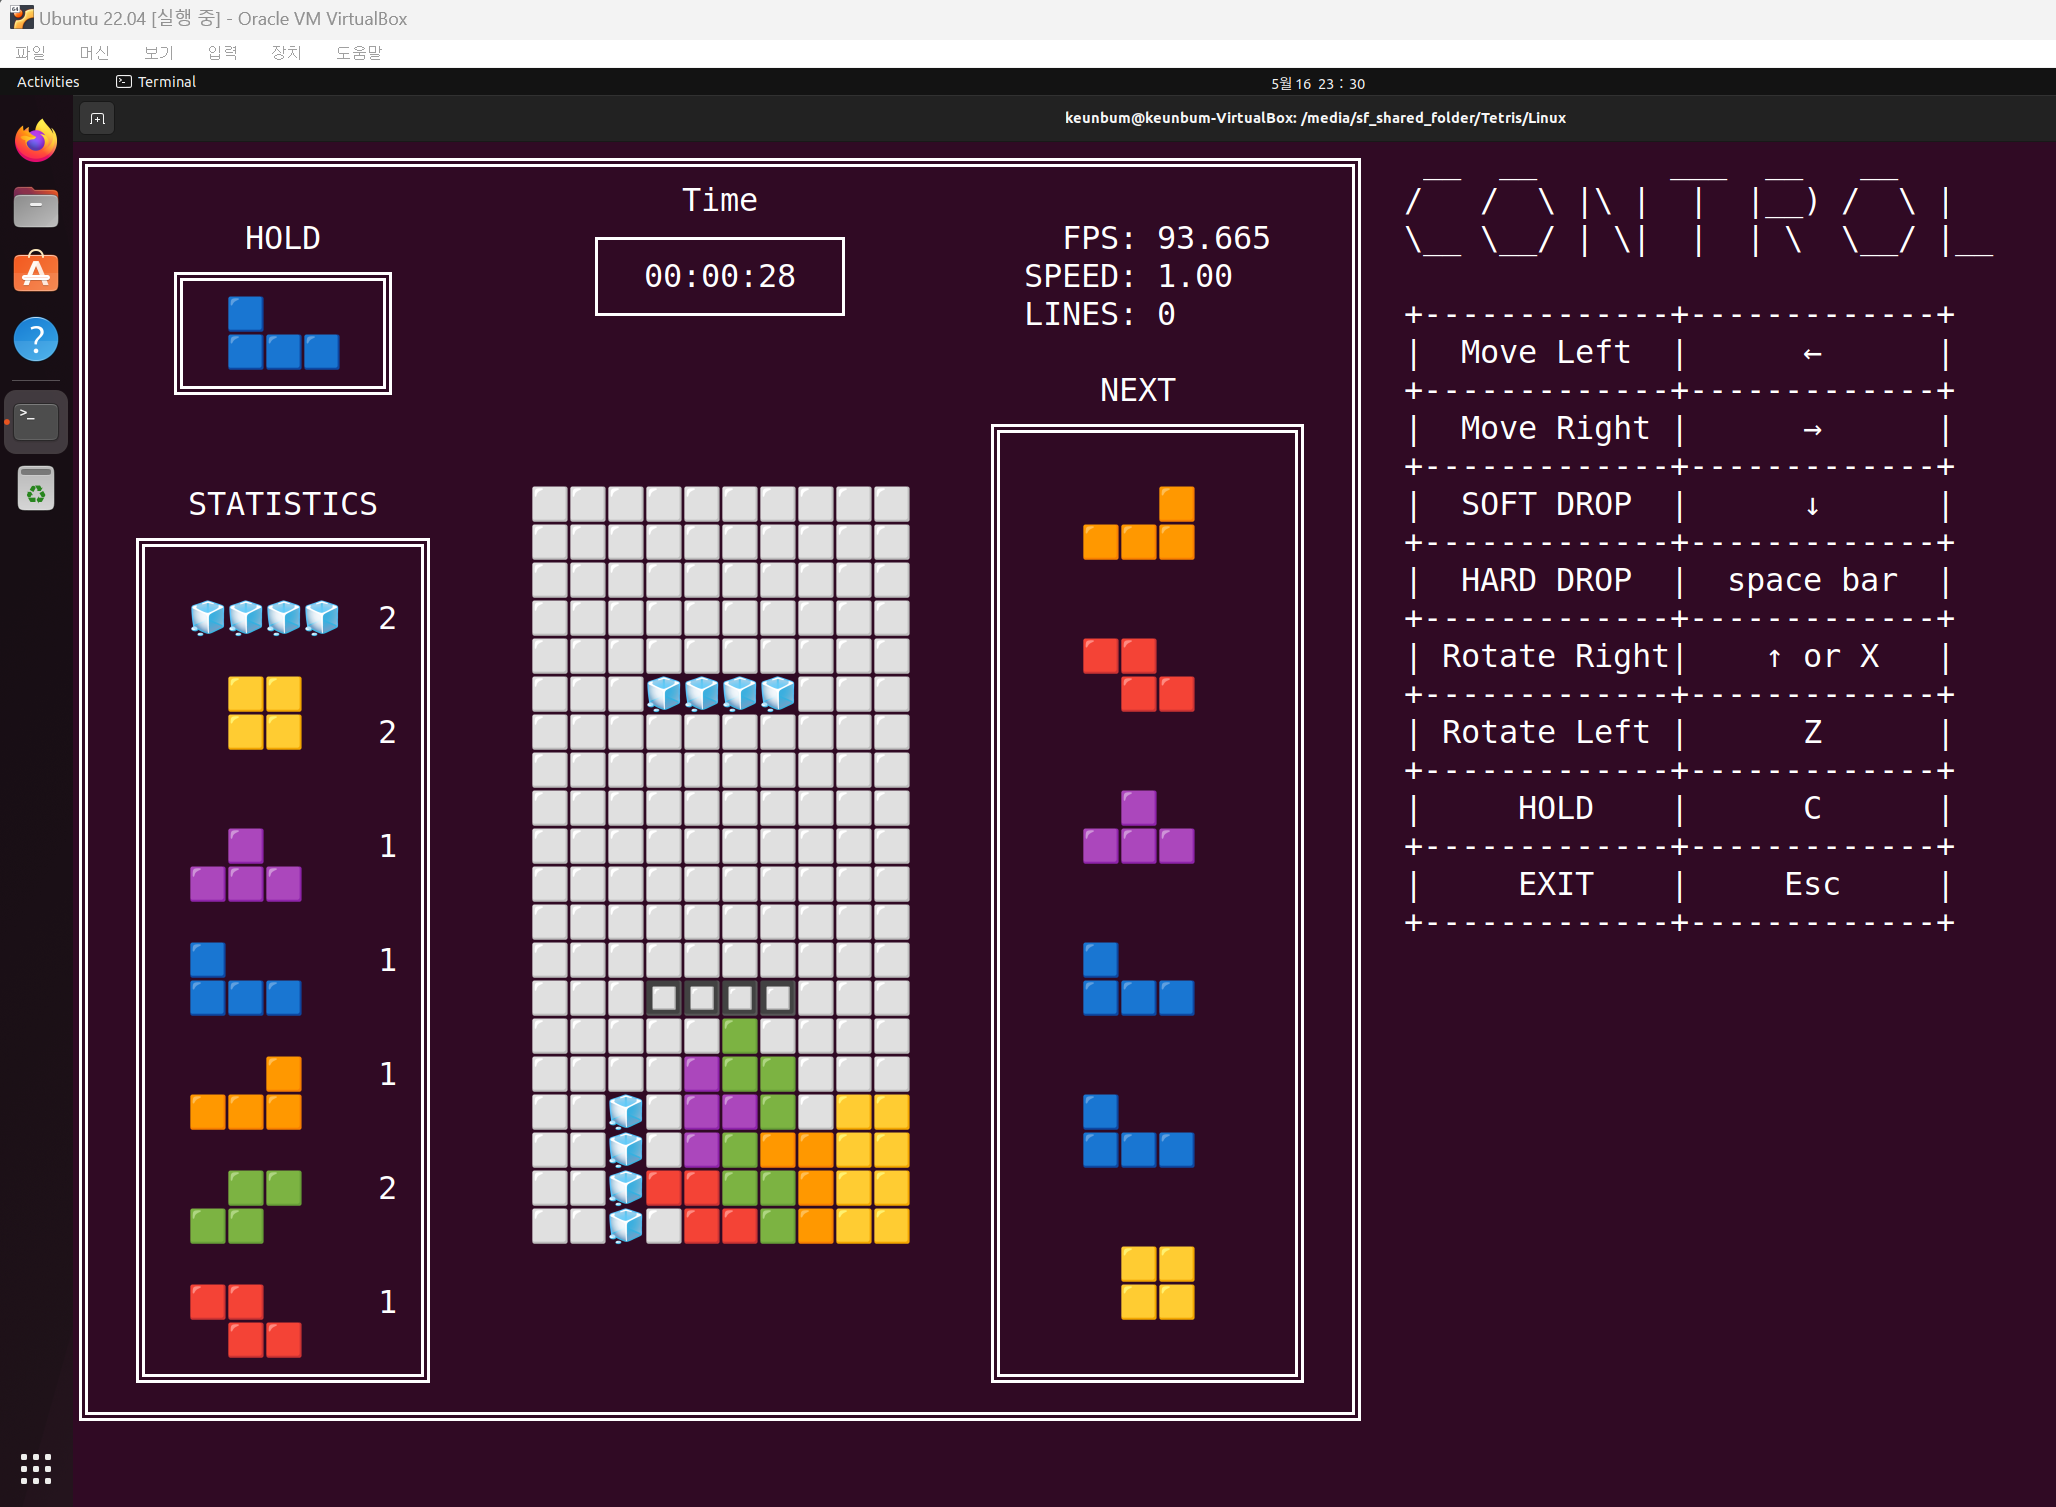 Ubuntu 22.04 [실행 중] - Oracle VM VirtualBox
파일 머신 보기 입력 장치 도움말
Activities Terminal 5월 16 23 : 30
keunbum@keunbum-VirtualBox: /media/sf_shared_folder/Tetris/Linux
HOLD
Time
00:00:28
FPS: 93.665
SPEED: 1.00
LINES: 0
STATISTICS
2
2
1
1
1
2
1
NEXT
CONTROL
Move Left ←
Move Right →
SOFT DROP ↓
HARD DROP space bar
Rotate Right ↑ or X
Rotate Left Z
HOLD C
EXIT Esc